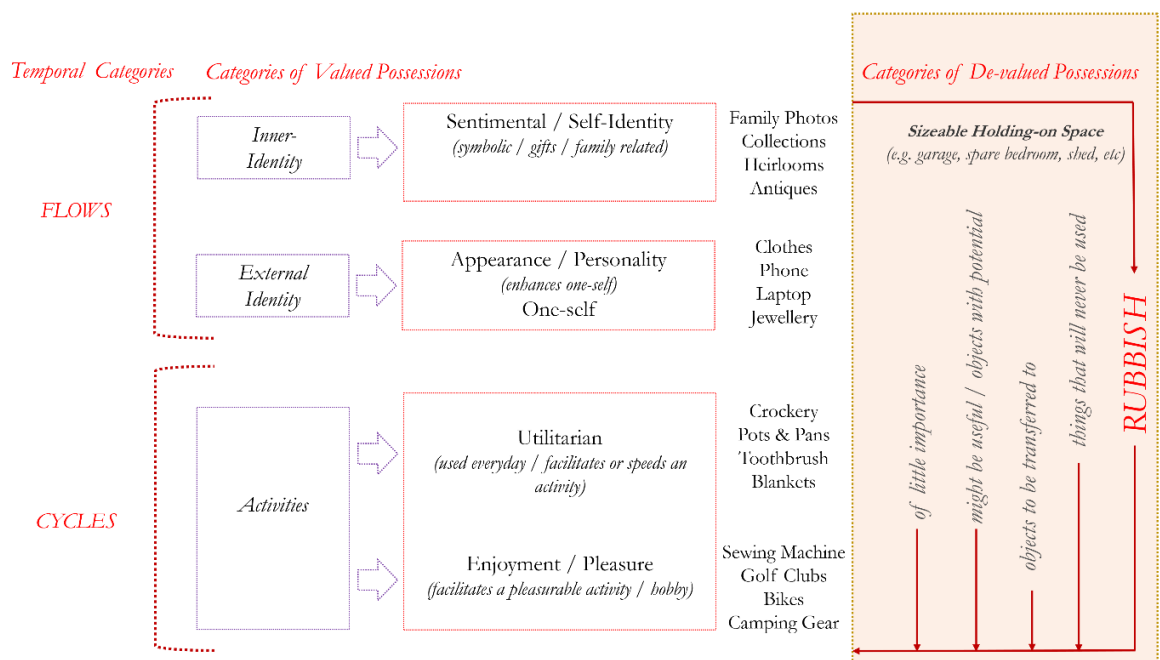 Temporal Categories
Categories of Valued Possessions
Categories of De-valued Possessions
FLOWS
Inner-
Identity
Sentimental / Self-Identity
(symbolic / gifts / family related)
Family Photos
Collections
Heirlooms
Antiques
External
Identity
Appearance / Personality
(enhances one-self)
One-self
Clothes
Phone
Laptop
Jewellery
CYCLES
Activities
Utilitarian
(used everyday / facilitates or speeds an
activity)
Crockery
Pots & Pans
Toothbrush
Blankets
Enjoyment / Pleasure
(facilitates a pleasurable activity / hobby)
Sewing Machine
Golf Clubs
Bikes
Camping Gear
Sizeable Holding-on Space
(e.g. garage, spare bedroom, shed, etc)
of little importance
might be useful / objects with potential
objects to be transferred to
things that will never be used
RUBBISH